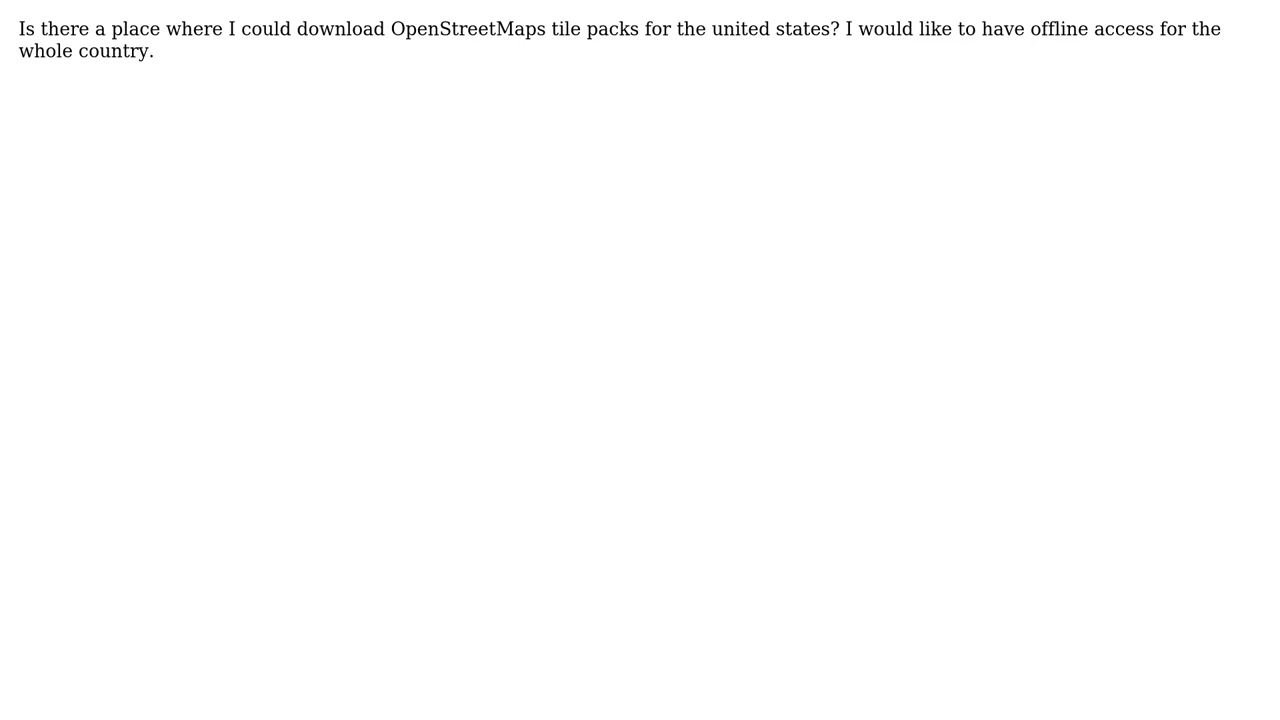 Is there a place where I could download OpenStreetMaps tile packs for the united states? I would like to have offline access for the
whole country.